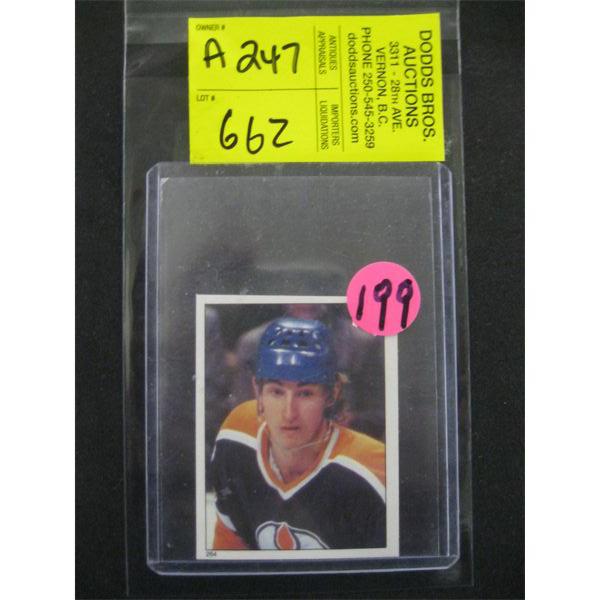 OWNER #
A 247
LOT #
662
ANTIQUES
APPRAISALS
IMPORTERS
LIQUIDATIONS
DODDS BROS.
AUCTIONS
3311 - 28TH AVE.
VERNON, B.C.
PHONE 250-545-3259
doddsauctions.com
199
264